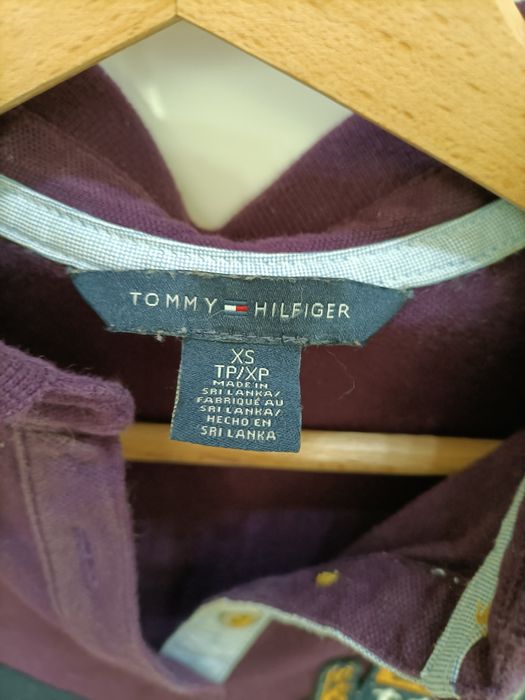 TOMMY HILFIGER
XS
TP/XP
MADE IN
SRI LANKA/
FABRIQUÉ AU
SRI LANKA/
HECHO EN
SRI LANKA